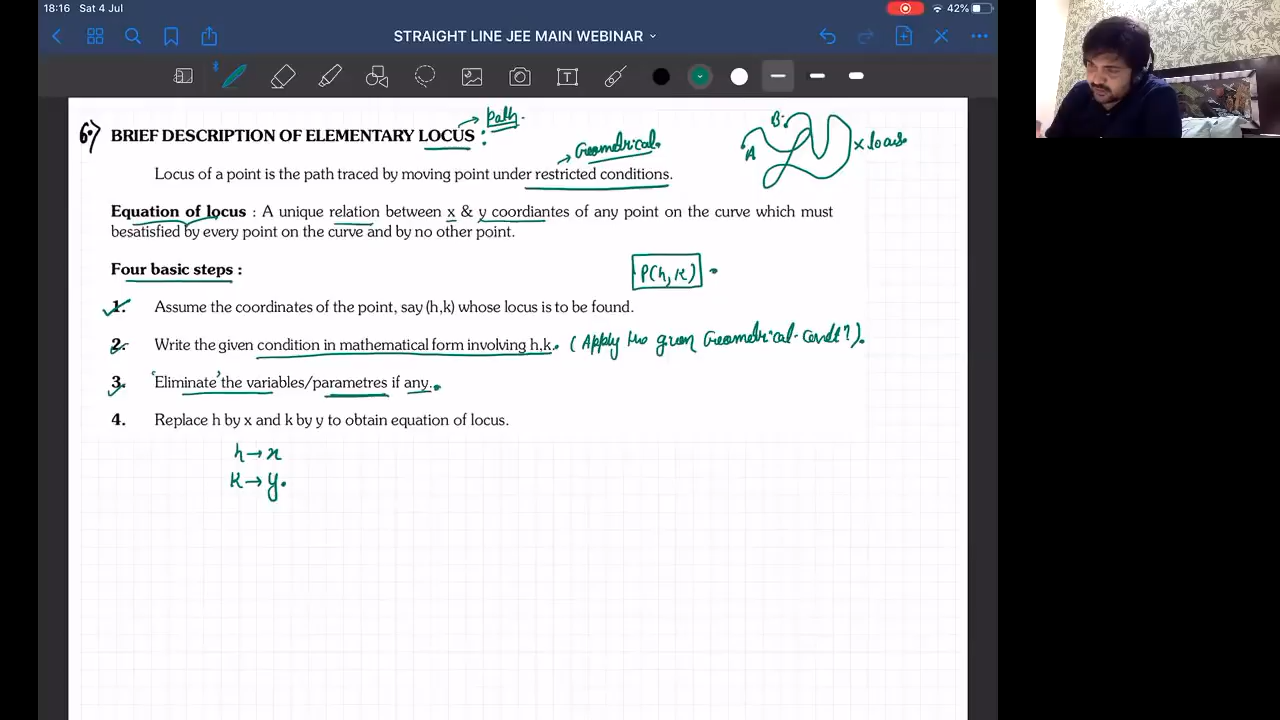 18:16 Sat 4 Jul
42%
STRAIGHT LINE JEE MAIN WEBINAR
6.) BRIEF DESCRIPTION OF ELEMENTARY LOCUS : → Path.
→ Geometrical.
A B x locus.
Locus of a point is the path traced by moving point under restricted conditions.
Equation of locus : A unique relation between x & y coordiantes of any point on the curve which must
besatisfied by every point on the curve and by no other point.
Four basic steps :
P(h, k)
1. Assume the coordinates of the point, say (h,k) whose locus is to be found.
2. Write the given condition in mathematical form involving h,k. (Apply the given Geometrical. Condt?).
3. 'Eliminate' the variables/parametres if any.
4. Replace h by x and k by y to obtain equation of locus.
h → x
k → y.